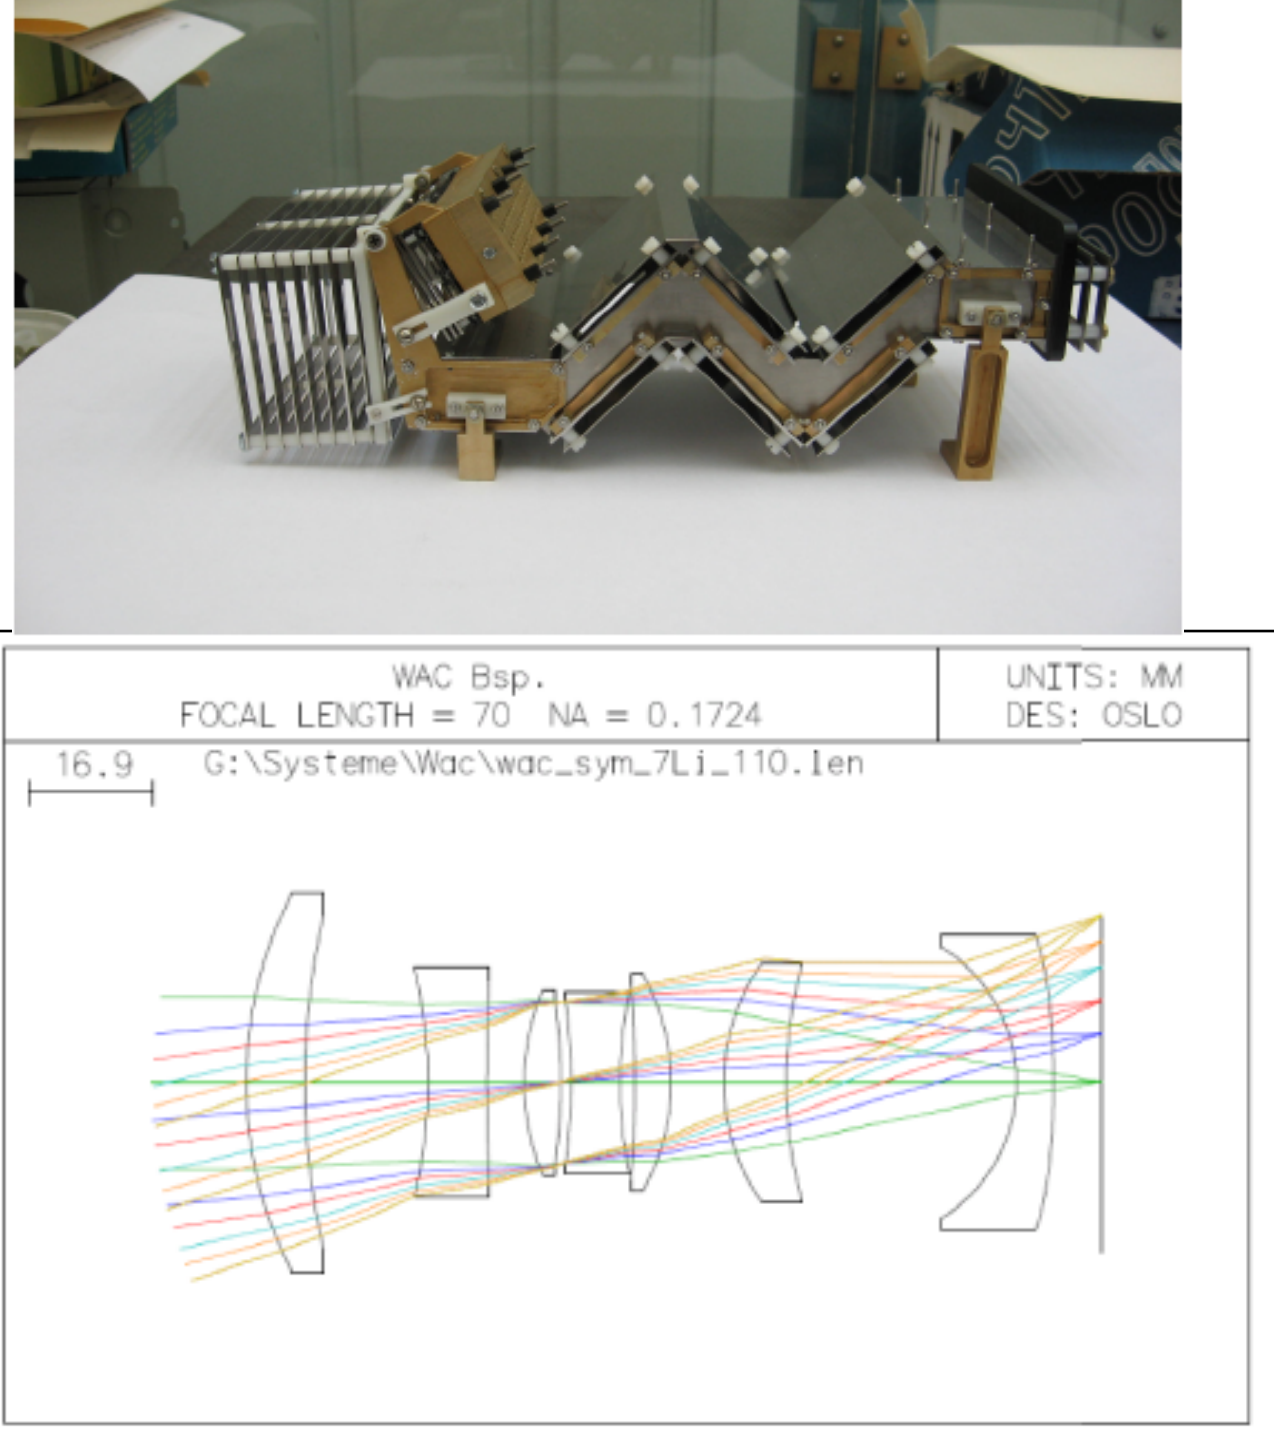 WAC Bsp.
FOCAL LENGTH = 70 NA = 0.1724
UNITS: MM
DES: OSLO
16.9
G:\Systeme\Wac\wac_sym_7Li_110.len